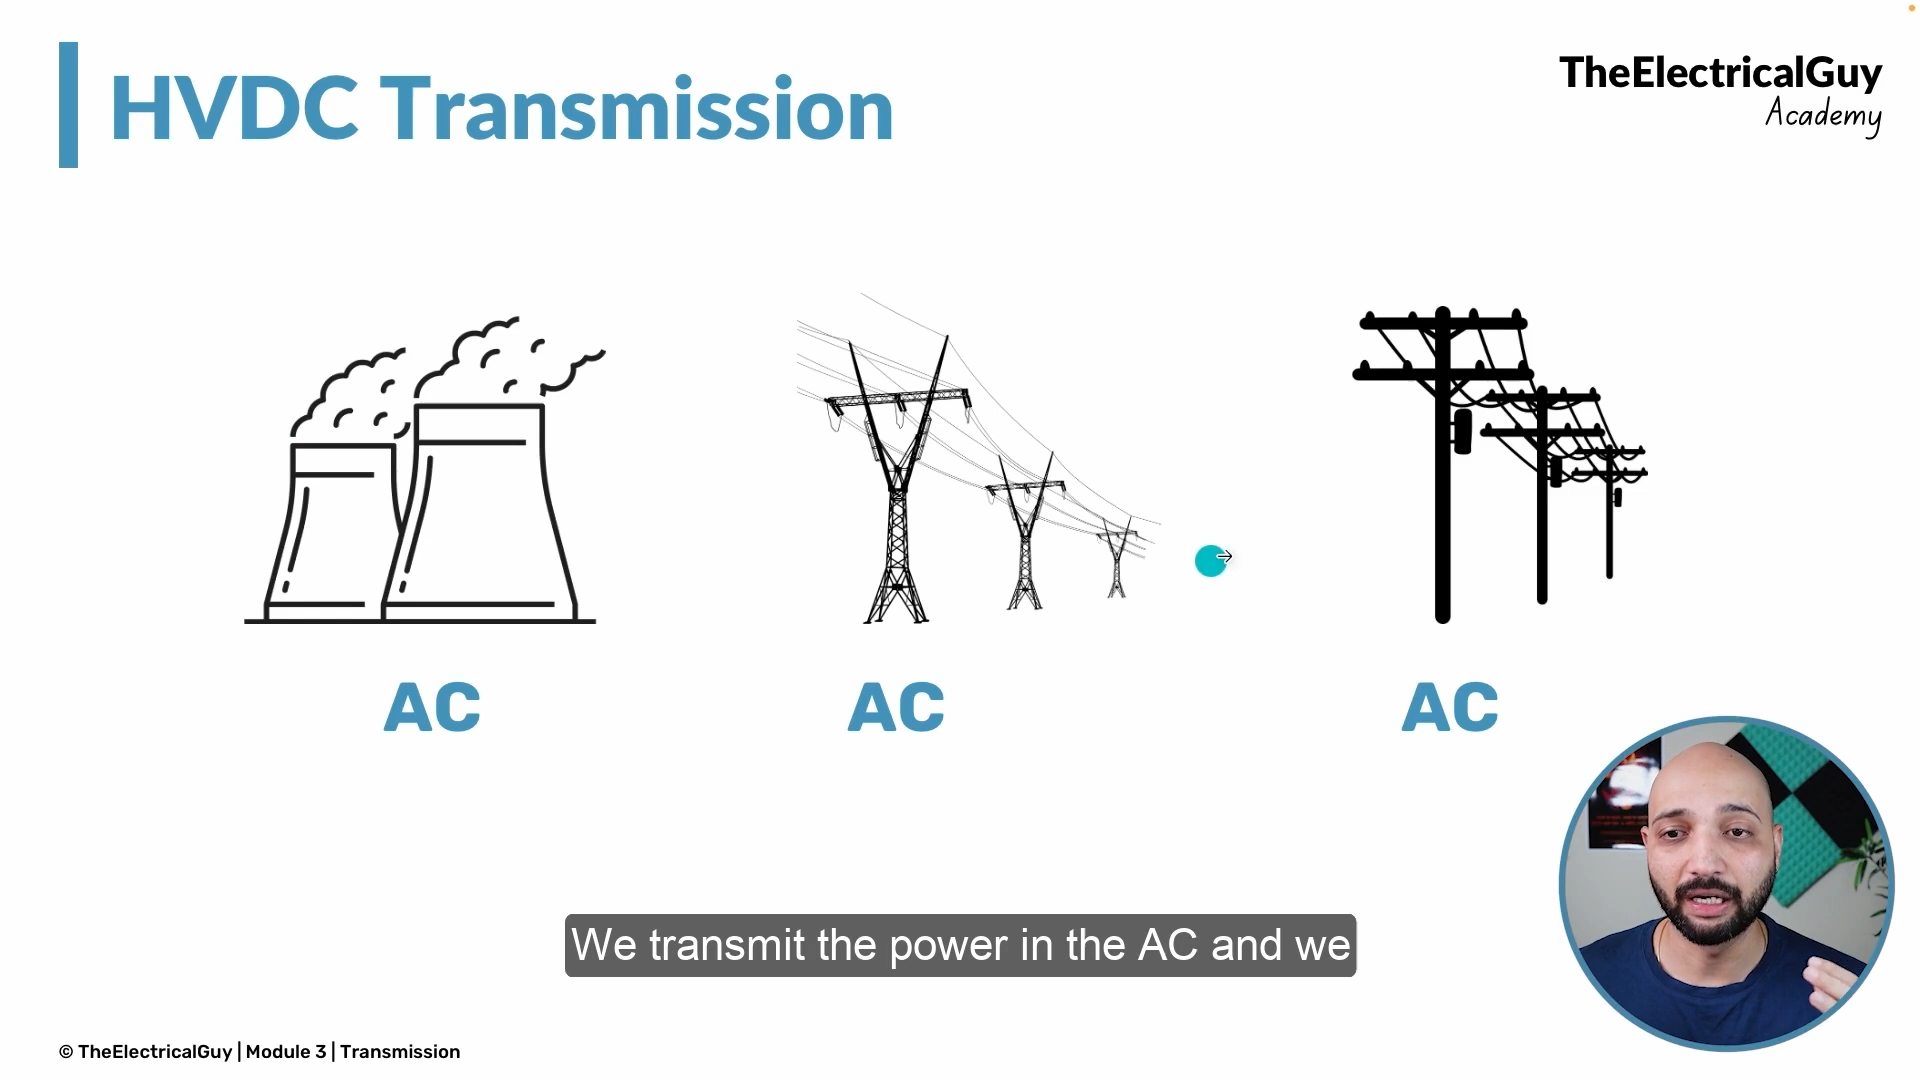 HVDC Transmission
TheElectricalGuy
Academy
AC
AC
AC
We transmit the power in the AC and we
© TheElectricalGuy | Module 3 | Transmission